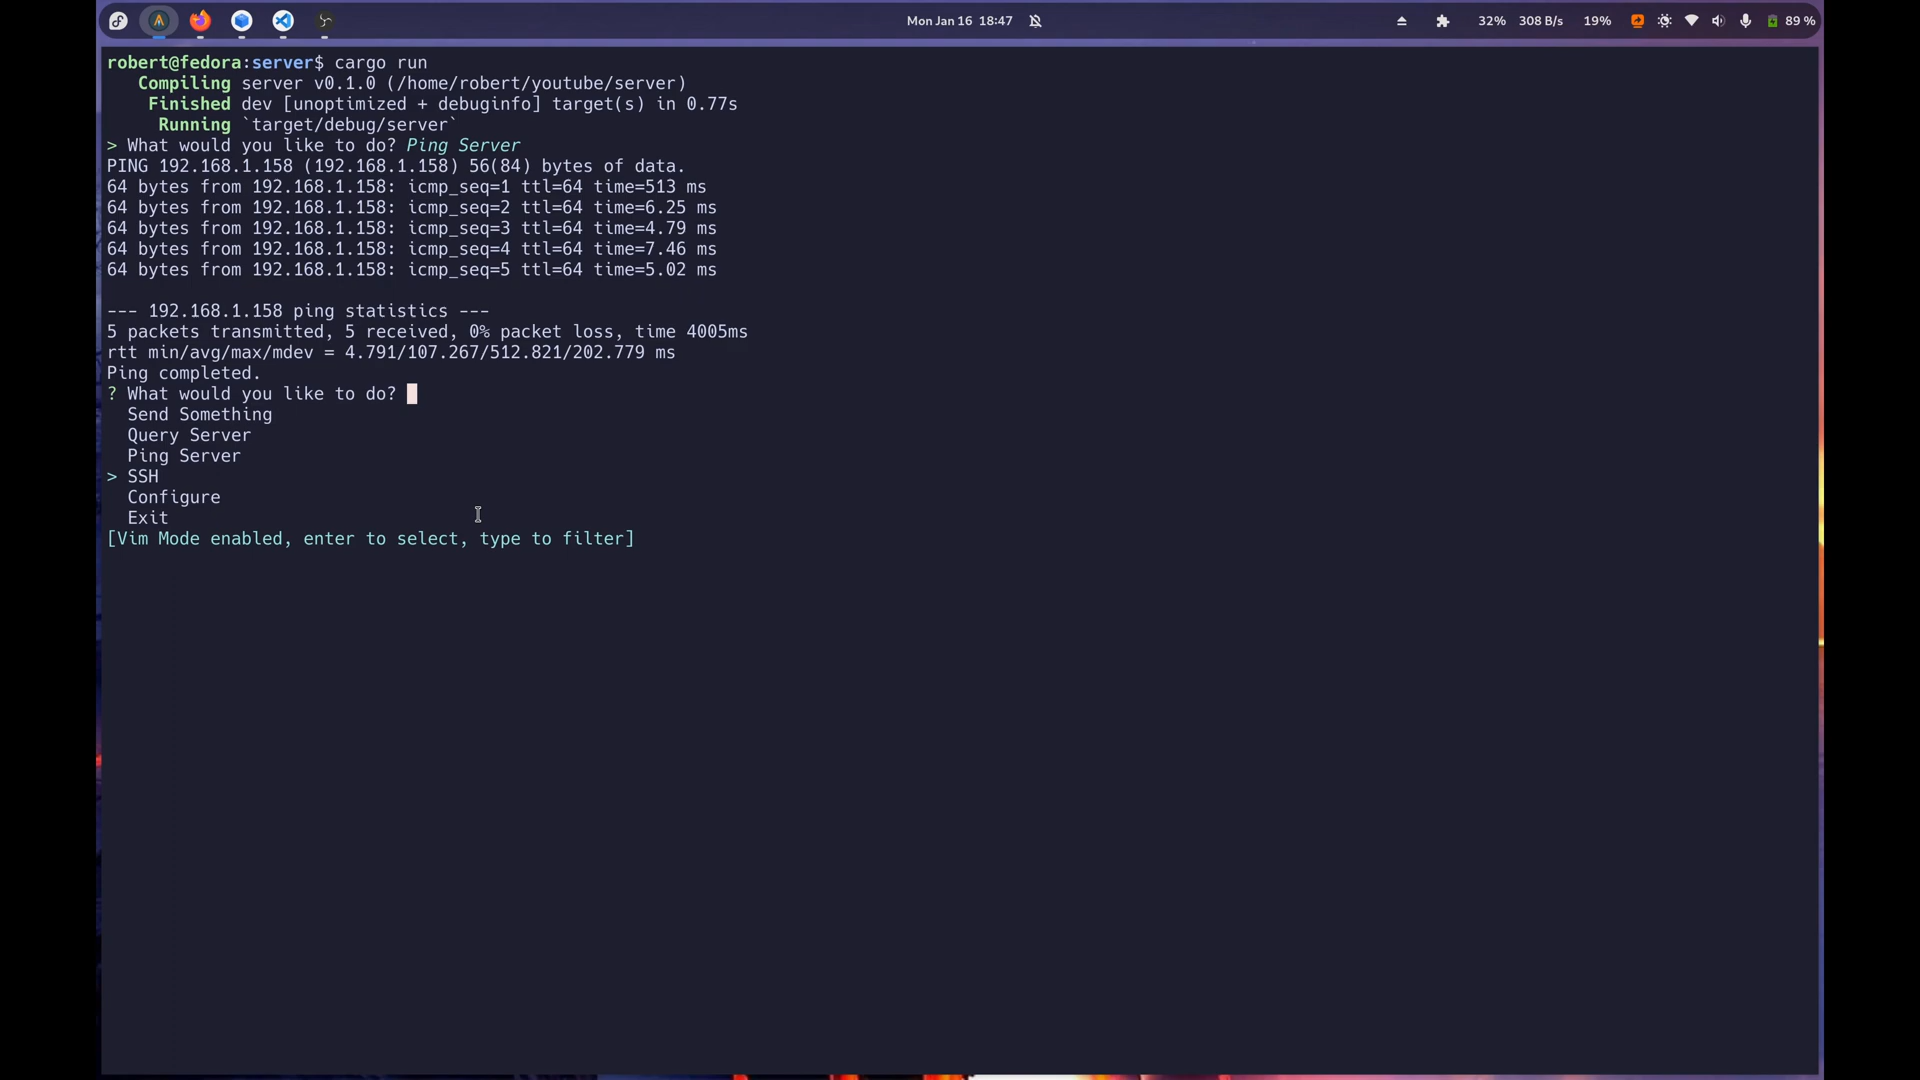 Mon Jan 16 18:47
32% 308 B/s 19% 89 %
robert@fedora:server$ cargo run
Compiling server v0.1.0 (/home/robert/youtube/server)
Finished dev [unoptimized + debuginfo] target(s) in 0.77s
Running `target/debug/server`
> What would you like to do? Ping Server
PING 192.168.1.158 (192.168.1.158) 56(84) bytes of data.
64 bytes from 192.168.1.158: icmp_seq=1 ttl=64 time=513 ms
64 bytes from 192.168.1.158: icmp_seq=2 ttl=64 time=6.25 ms
64 bytes from 192.168.1.158: icmp_seq=3 ttl=64 time=4.79 ms
64 bytes from 192.168.1.158: icmp_seq=4 ttl=64 time=7.46 ms
64 bytes from 192.168.1.158: icmp_seq=5 ttl=64 time=5.02 ms
--- 192.168.1.158 ping statistics ---
5 packets transmitted, 5 received, 0% packet loss, time 4005ms
rtt min/avg/max/mdev = 4.791/107.267/512.821/202.779 ms
Ping completed.
? What would you like to do?
Send Something
Query Server
Ping Server
> SSH
Configure
Exit
[Vim Mode enabled, enter to select, type to filter]